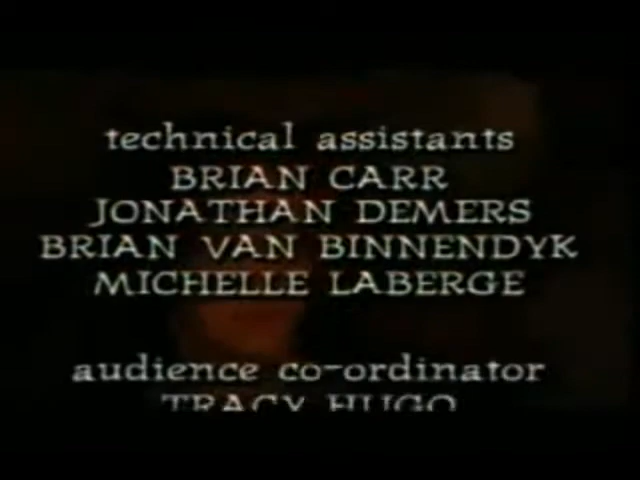 technical assistants
BRIAN CARR
JONATHAN DEMERS
BRIAN VAN BINNENDYK
MICHELLE LABERGE
audience co-ordinator
TRACY HUGO